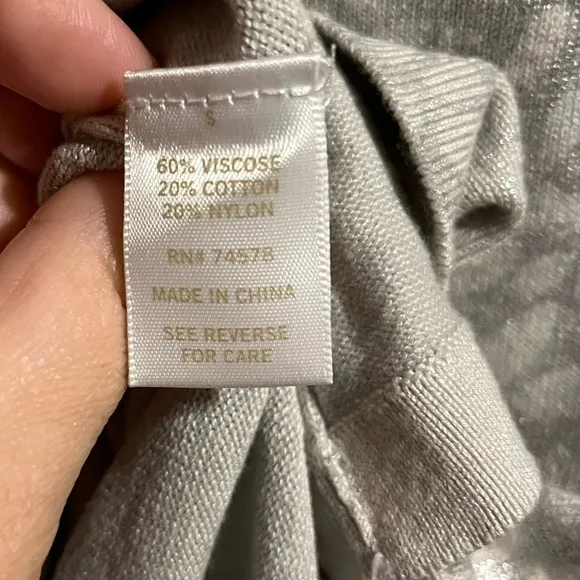 S
60% VISCOSE
20% COTTON
20% NYLON
RN# 74578
MADE IN CHINA
SEE REVERSE
FOR CARE